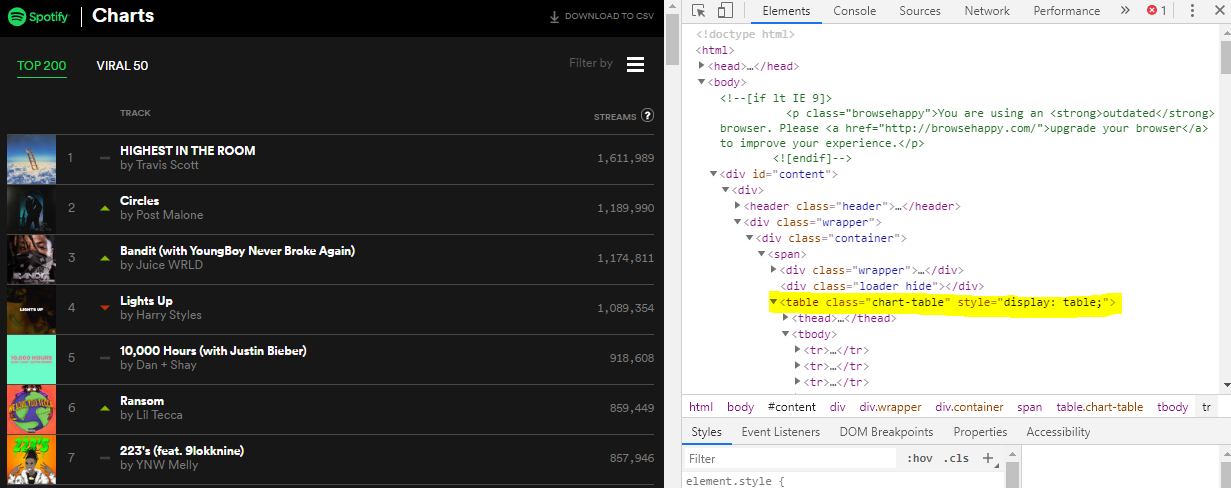 Spotify Charts DOWNLOAD TO CSV
TOP 200 VIRAL 50 Filter by
TRACK STREAMS ?
1 HIGHEST IN THE ROOM 1,611,989
by Travis Scott
2 Circles 1,189,990
by Post Malone
3 Bandit (with YoungBoy Never Broke Again) 1,174,811
by Juice WRLD
4 Lights Up 1,089,354
by Harry Styles
5 10,000 Hours (with Justin Bieber) 918,608
by Dan + Shay
6 Ransom 859,449
by Lil Tecca
7 223's (feat. 9lokknine) 857,946
by YNW Melly
LIGHTS UP
10,000 HOURS
Elements Console Sources Network Performance » 1
<!doctype html>
<html>
<head>…</head>
<body>
<!--[if lt IE 9]>
<p class="browsehappy">You are using an <strong>outdated</strong>
browser. Please <a href="http://browsehappy.com/">upgrade your browser</a>
to improve your experience.</p>
<![endif]-->
<div id="content">
<div>
<header class="header">…</header>
<div class="wrapper">
<div class="container">
<span>
<div class="wrapper">…</div>
<div class="loader hide"></div>
<table class="chart-table" style="display: table;">
<thead>…</thead>
<tbody>
<tr>…</tr>
<tr>…</tr>
<tr>…</tr>
html body #content div div.wrapper div.container span table.chart-table tbody tr
Styles Event Listeners DOM Breakpoints Properties Accessibility
Filter :hov .cls +
element.style {